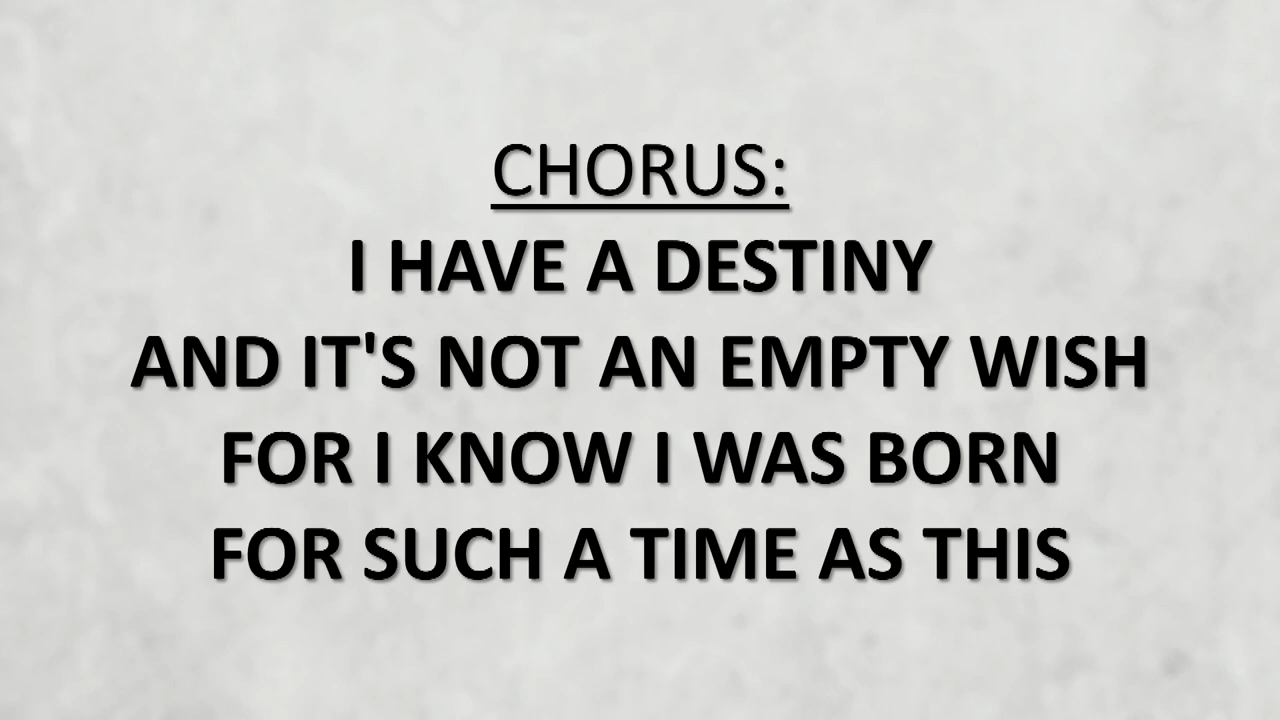 CHORUS:
I HAVE A DESTINY
AND IT'S NOT AN EMPTY WISH
FOR I KNOW I WAS BORN
FOR SUCH A TIME AS THIS